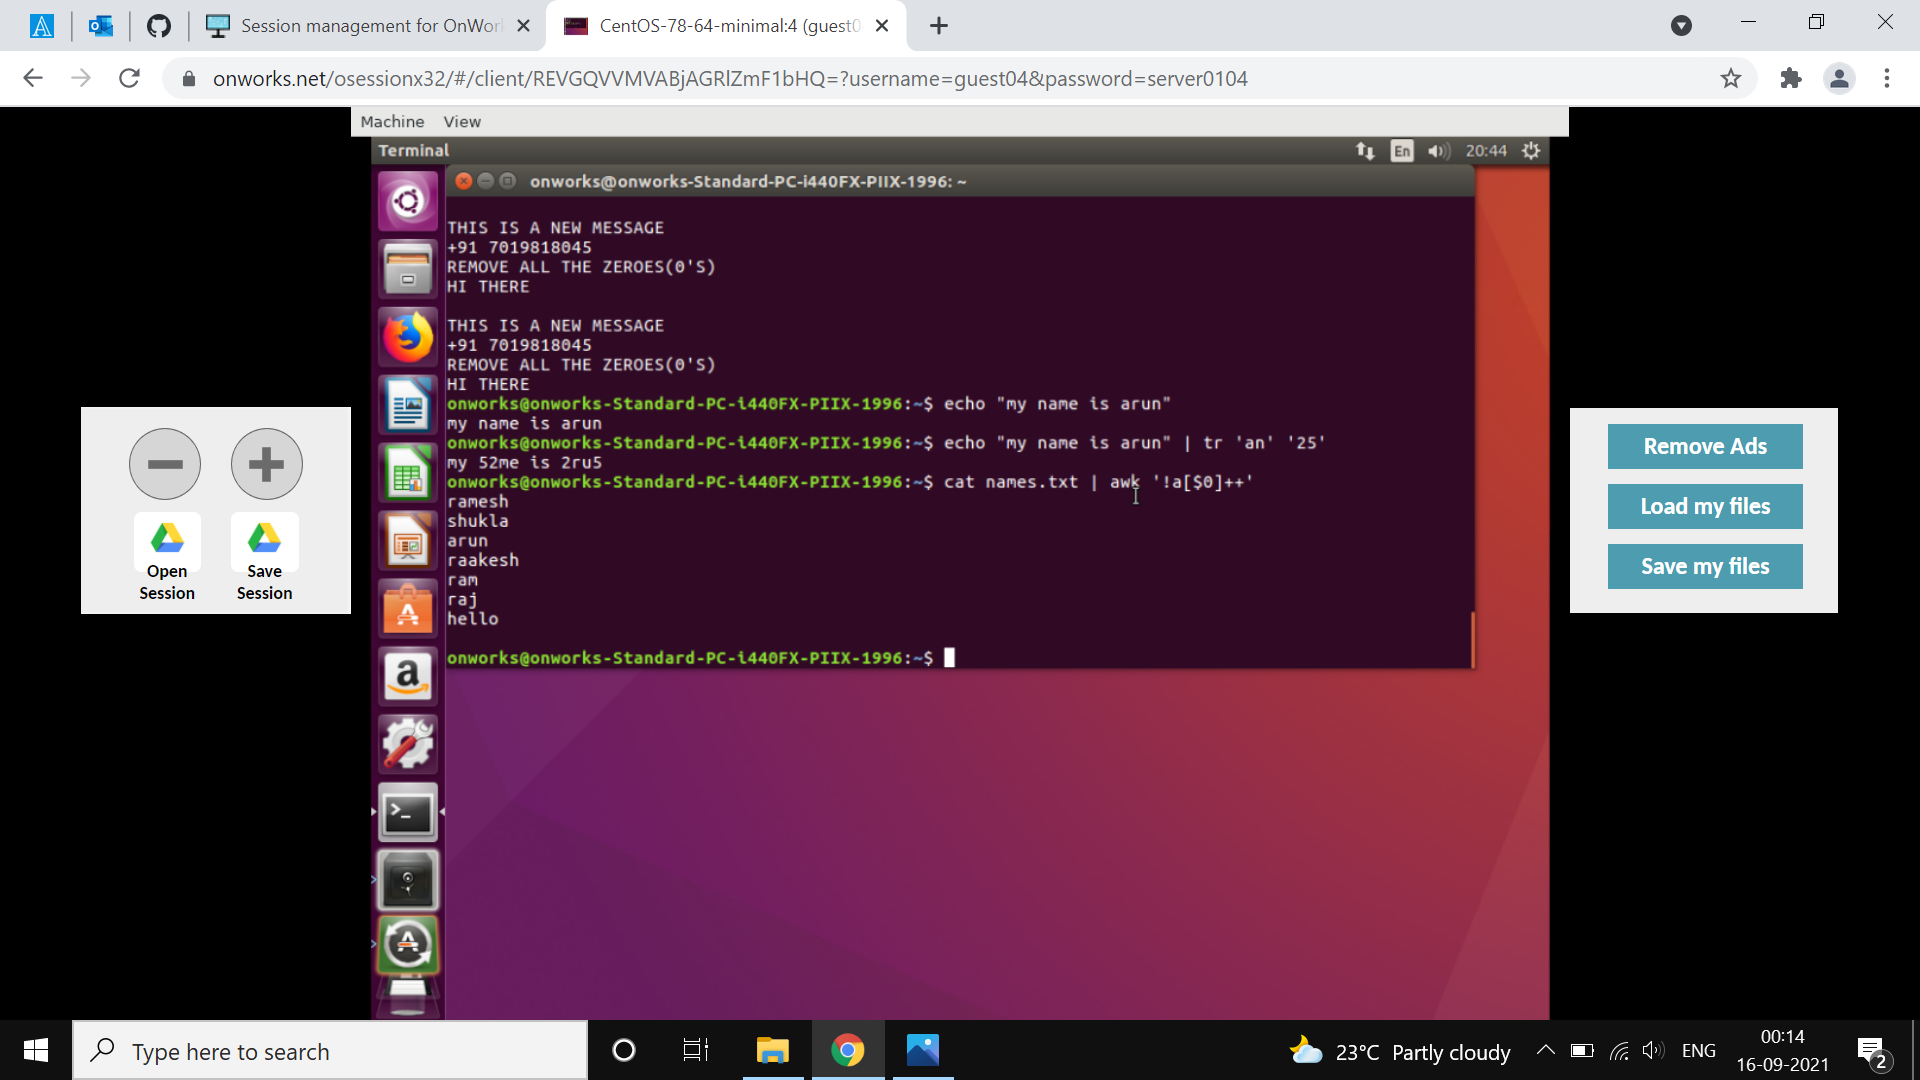 Session management for OnWor
CentOS-78-64-minimal:4 (guest0
onworks.net/osessionx32/#/client/REVGQVVMVABjAGRlZmF1bHQ=?username=guest04&password=server0104
Machine View
Terminal
En
20:44
onworks@onworks-Standard-PC-i440FX-PIIX-1996: ~
THIS IS A NEW MESSAGE
+91 7019818045
REMOVE ALL THE ZEROES(0'S)
HI THERE
THIS IS A NEW MESSAGE
+91 7019818045
REMOVE ALL THE ZEROES(0'S)
HI THERE
onworks@onworks-Standard-PC-i440FX-PIIX-1996:~$ echo "my name is arun"
my name is arun
onworks@onworks-Standard-PC-i440FX-PIIX-1996:~$ echo "my name is arun" | tr 'an' '25'
my 52me is 2ru5
onworks@onworks-Standard-PC-i440FX-PIIX-1996:~$ cat names.txt | awk '!a[$0]++'
ramesh
shukla
arun
raakesh
ram
raj
hello
onworks@onworks-Standard-PC-i440FX-PIIX-1996:~$
Open
Session
Save
Session
Remove Ads
Load my files
Save my files
Type here to search
23°C Partly cloudy
ENG
00:14
16-09-2021
2